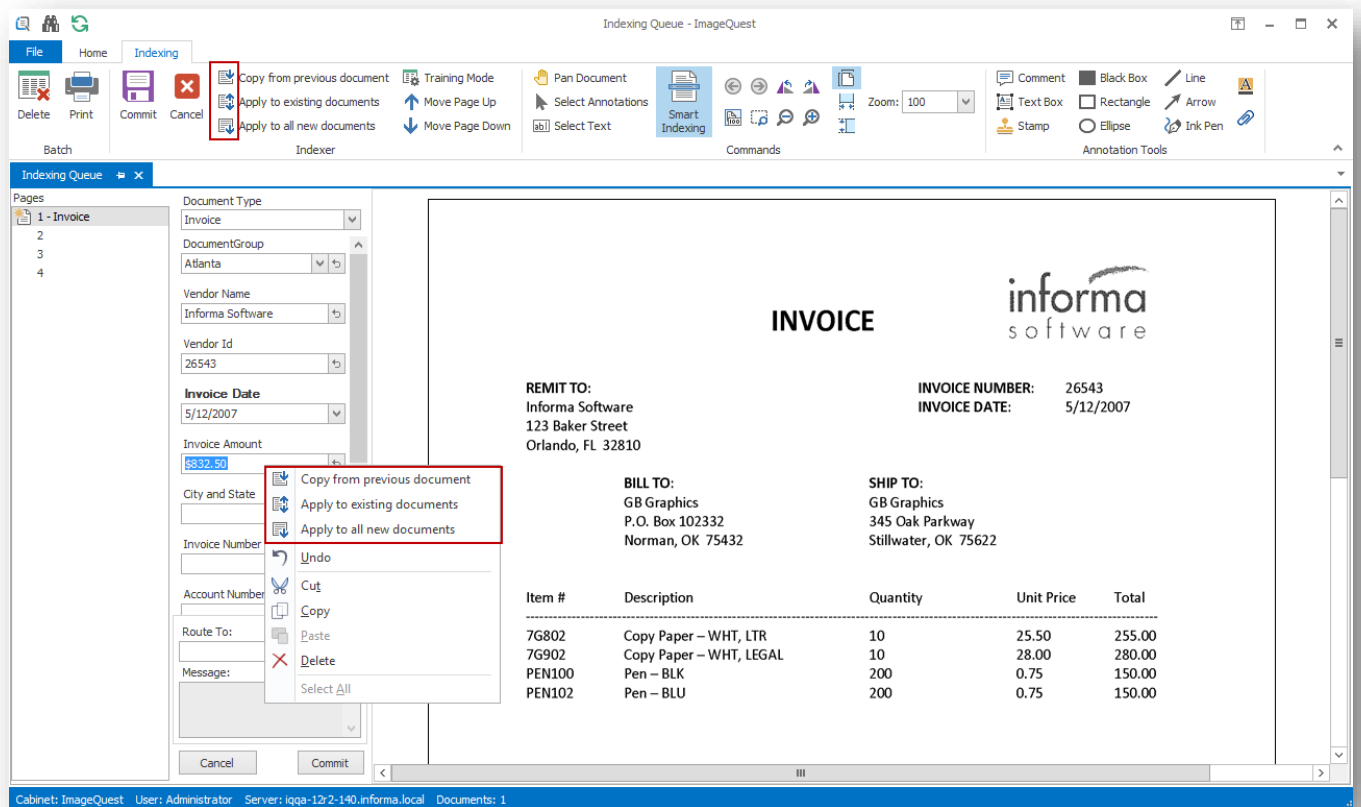 Indexing Queue - ImageQuest
File Home Indexing
Copy from previous document Training Mode Pan Document Comment Black Box Line
Apply to existing documents Move Page Up Select Annotations Zoom: 100 Text Box Rectangle Arrow
Delete Print Commit Cancel Smart Indexing
Apply to all new documents Move Page Down Select Text Stamp Ellipse Ink Pen
Batch Indexer Commands Annotation Tools
Indexing Queue
Pages
1 - Invoice
2
3
4
Document Type
Invoice
DocumentGroup
Atlanta
Vendor Name
Informa Software
Vendor Id
26543
Invoice Date
5/12/2007
Invoice Amount
$832.50
City and State
Invoice Number
Account Number
Route To:
Message:
Cancel Commit
Copy from previous document
Apply to existing documents
Apply to all new documents
Undo
Cut
Copy
Paste
Delete
Select All
informa
software
INVOICE
REMIT TO: INVOICE NUMBER: 26543
Informa Software INVOICE DATE: 5/12/2007
123 Baker Street
Orlando, FL 32810
BILL TO: SHIP TO:
GB Graphics GB Graphics
P.O. Box 102332 345 Oak Parkway
Norman, OK 75432 Stillwater, OK 75622
Item # Description Quantity Unit Price Total
7G802 Copy Paper – WHT, LTR 10 25.50 255.00
7G902 Copy Paper – WHT, LEGAL 10 28.00 280.00
PEN100 Pen – BLK 200 0.75 150.00
PEN102 Pen – BLU 200 0.75 150.00
Cabinet: ImageQuest User: Administrator Server: iqqa-12r2-140.informa.local Documents: 1